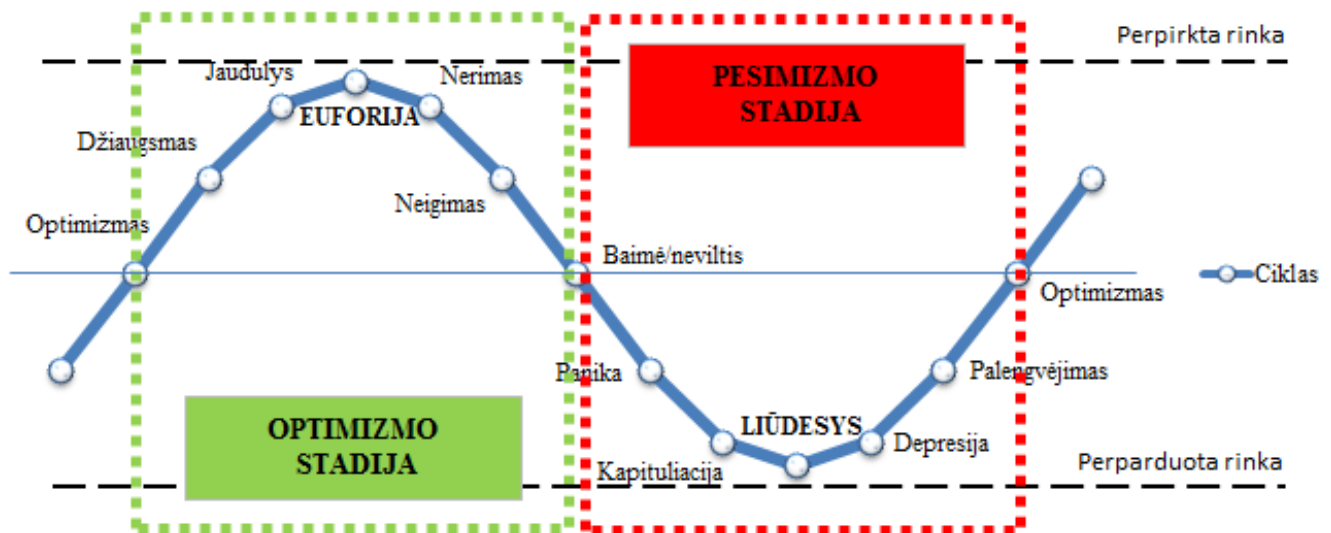 Perpirkta rinka
Jaudulys
Nerimas
PESIMIZMO
STADIJA
EUFORIJA
Džiaugsmas
Neigimas
Optimizmas
Baimė/neviltis
Ciklas
Optimizmas
Panika
Palengvėjimas
OPTIMIZMO
STADIJA
LIŪDESYS
Depresija
Kapituliacija
Perparduota rinka